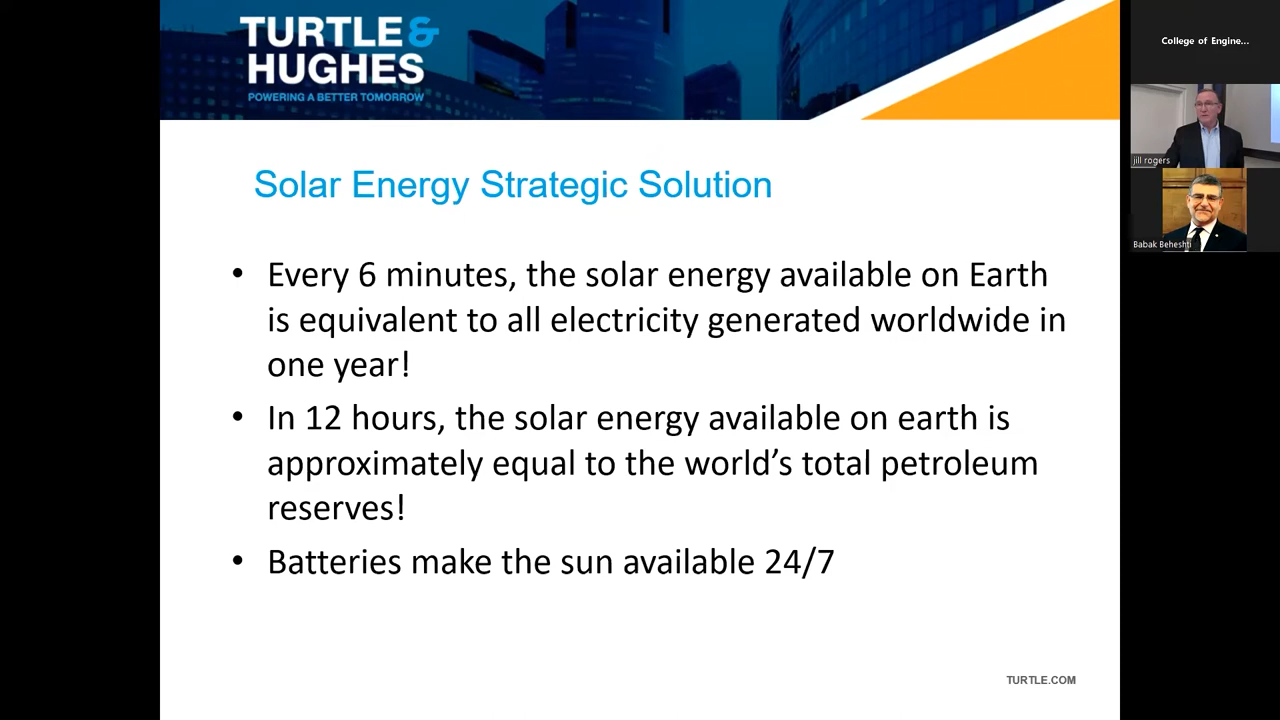 TURTLE &
HUGHES
POWERING A BETTER TOMORROW
Solar Energy Strategic Solution
• Every 6 minutes, the solar energy available on Earth
is equivalent to all electricity generated worldwide in
one year!
• In 12 hours, the solar energy available on earth is
approximately equal to the world’s total petroleum
reserves!
• Batteries make the sun available 24/7
TURTLE.COM
College of Engine...
jill rogers
Babak Beheshti